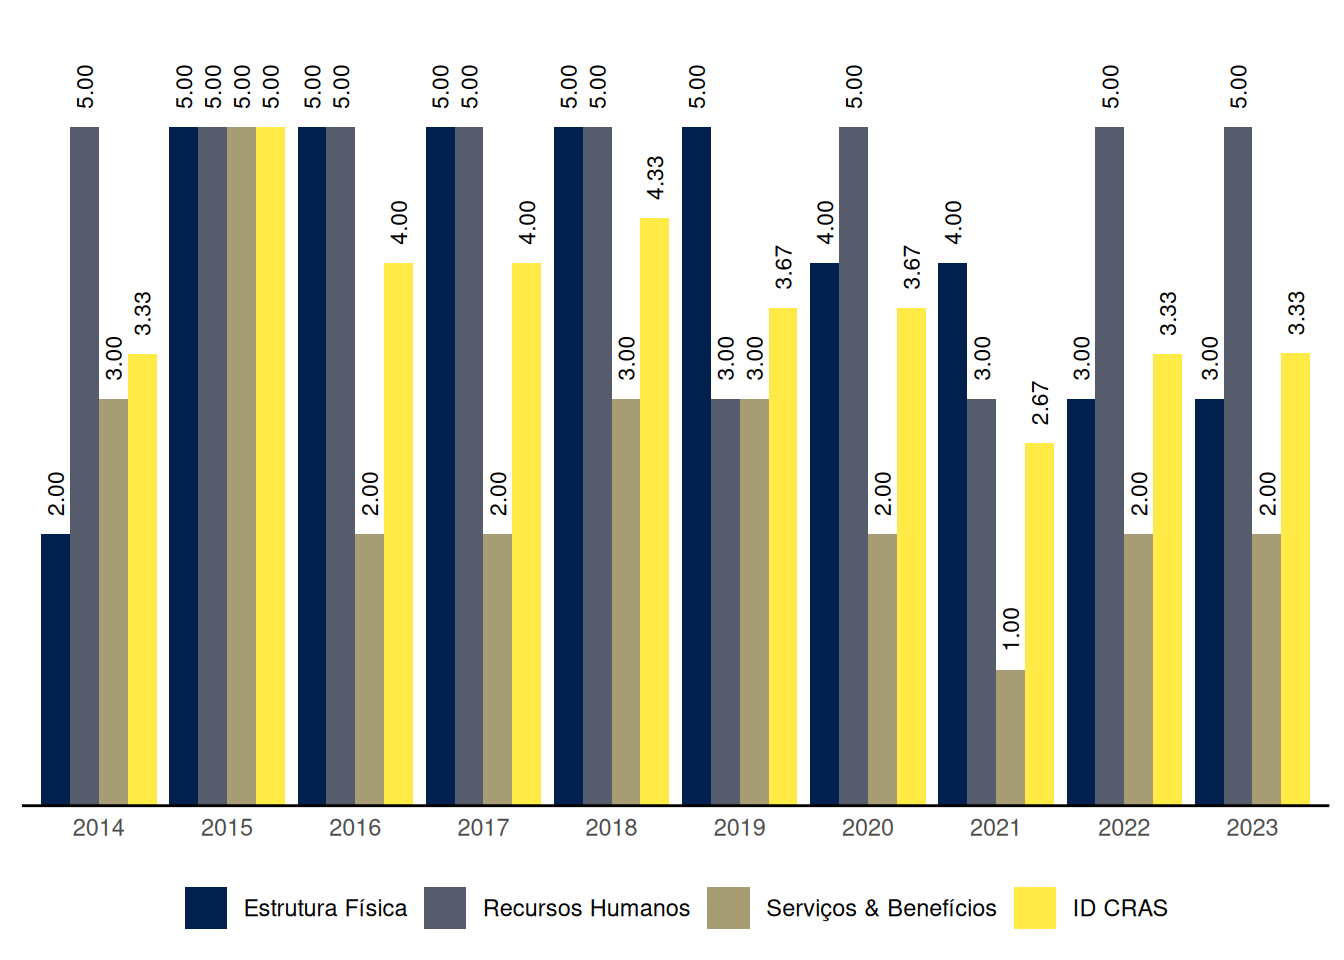 5.00 5.00 5.00 5.00 5.00 5.00 5.00 5.00 5.00 5.00 5.00 5.00 5.00 5.00 5.00
4.33
4.00 4.00 4.00 4.00
3.67 3.67
3.33 3.33 3.33
3.00 3.00 3.00 3.00 3.00 3.00 3.00
2.67
2.00 2.00 2.00 2.00 2.00 2.00
1.00
2014 2015 2016 2017 2018 2019 2020 2021 2022 2023
Estrutura Física Recursos Humanos Serviços & Benefícios ID CRAS